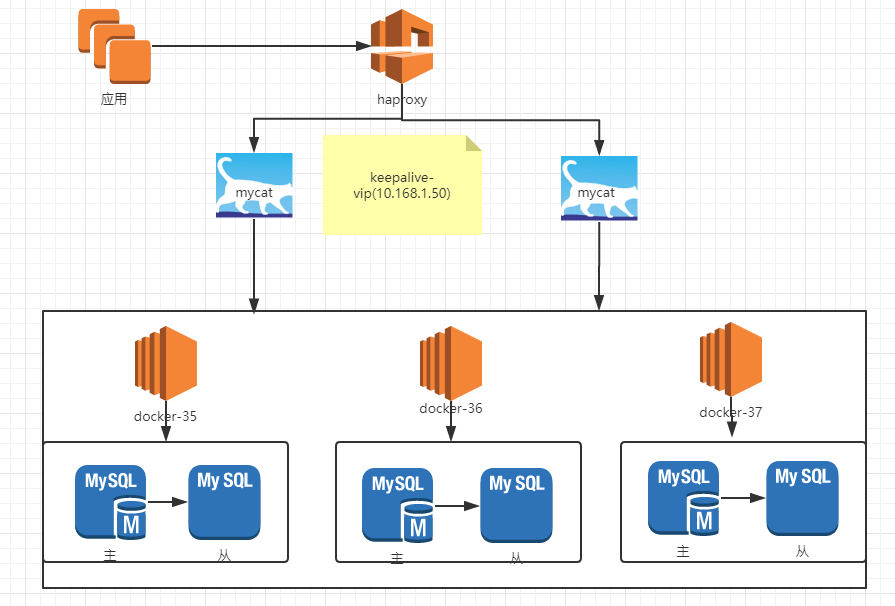 应用
haproxy
mycat
keepalive-
vip(10.168.1.50)
mycat
docker-35
docker-36
docker-37
MySQL
M
主
My SQL
从
MySQL
M
主
My SQL
从
MySQL
M
主
My SQL
从